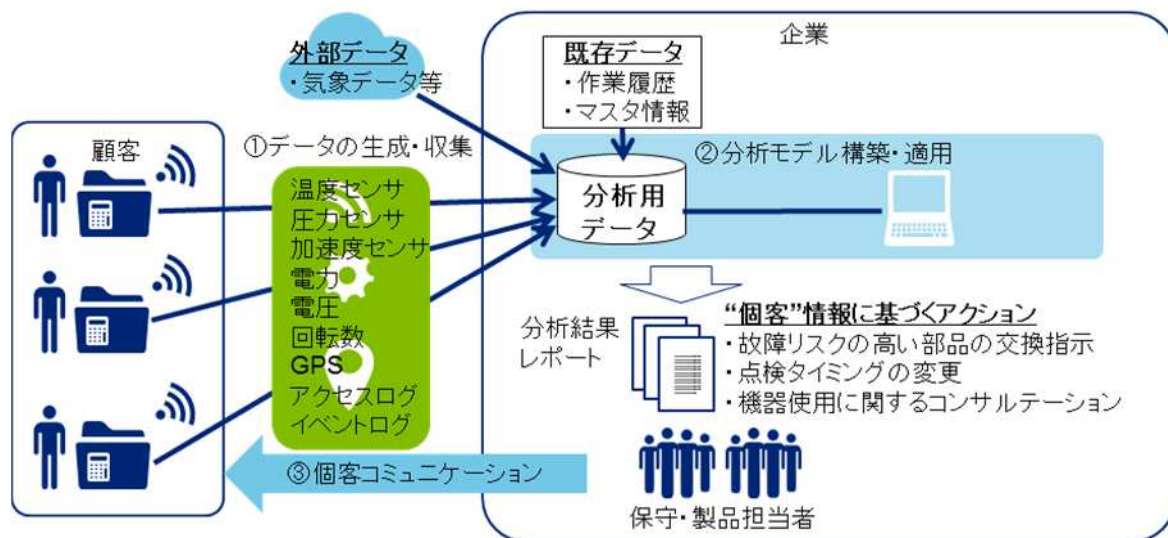 企業
外部データ
・気象データ等
既存データ
・作業履歴
・マスタ情報
顧客
①データの生成・収集
温度センサ
圧力センサ
加速度センサ
電力
電圧
回転数
GPS
アクセスログ
イベントログ
②分析モデル構築・適用
分析用
データ
分析結果
レポート
“個客”情報に基づくアクション
・故障リスクの高い部品の交換指示
・点検タイミングの変更
・機器使用に関するコンサルテーション
③個客コミュニケーション
保守・製品担当者